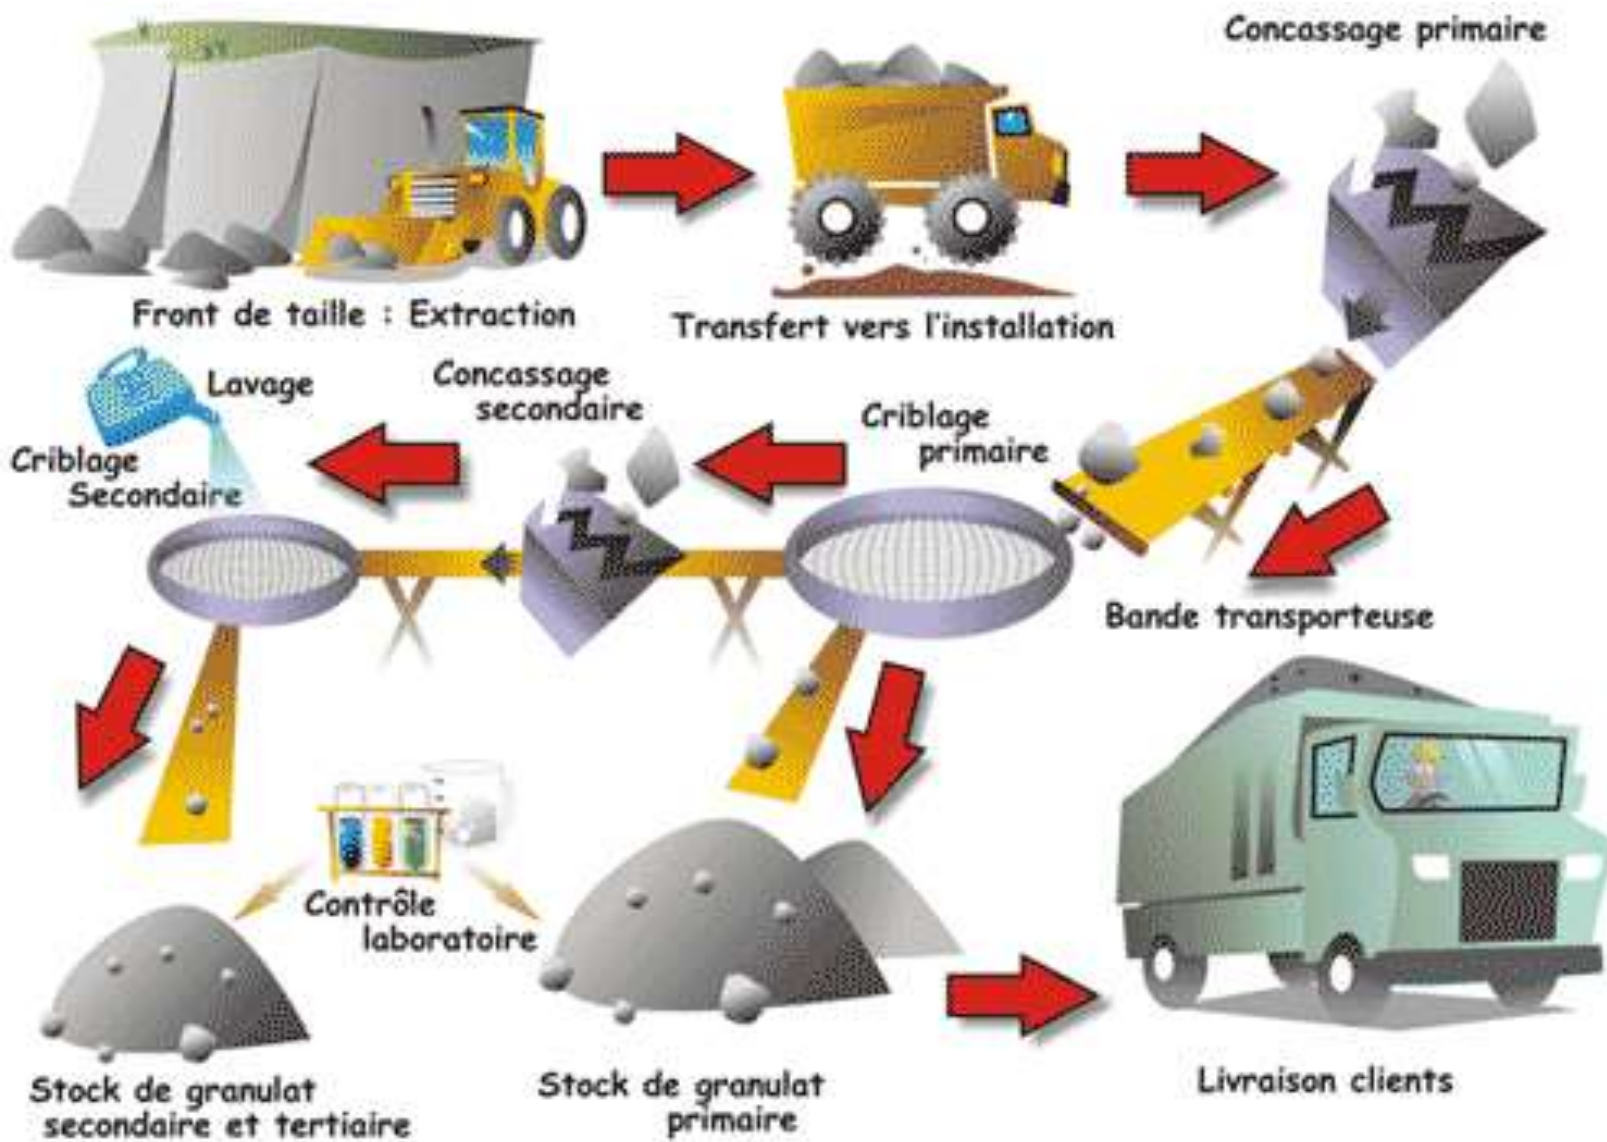 Concassage primaire
Front de taille : Extraction
Transfert vers l'installation
Lavage
Concassage
secondaire
Criblage
primaire
Criblage
Secondaire
Bande transporteuse
Contrôle
laboratoire
Stock de granulat
secondaire et tertiaire
Stock de granulat
primaire
Livraison clients